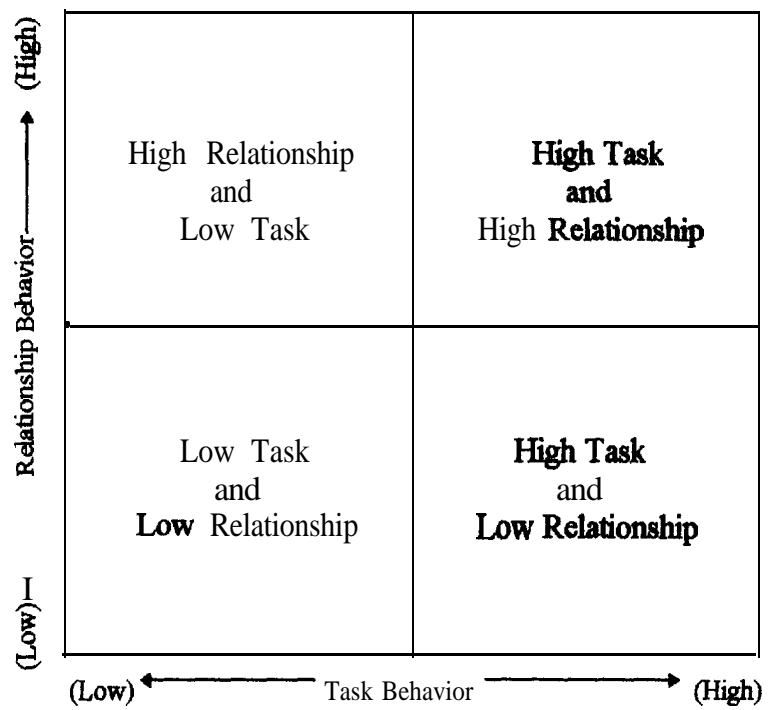 (High)
Relationship Behavior
(Low)
High Relationship
and
Low Task
High Task
and
High Relationship
Low Task
and
Low Relationship
High Task
and
Low Relationship
(Low)
Task Behavior
(High)